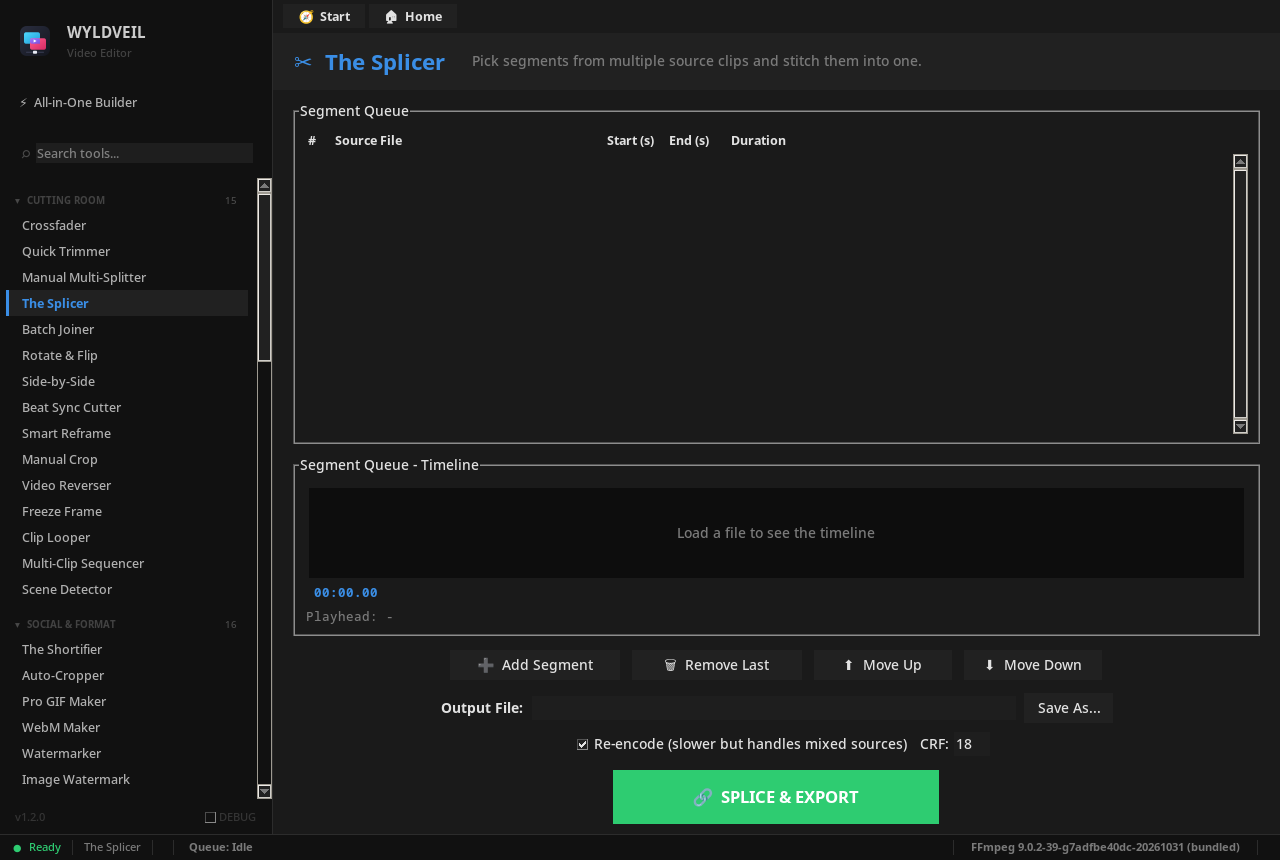 WYLDVEIL
Video Editor
⚡ All-in-One Builder
Search tools...
▾ CUTTING ROOM 15
Crossfader
Quick Trimmer
Manual Multi-Splitter
The Splicer
Batch Joiner
Rotate & Flip
Side-by-Side
Beat Sync Cutter
Smart Reframe
Manual Crop
Video Reverser
Freeze Frame
Clip Looper
Multi-Clip Sequencer
Scene Detector
▾ SOCIAL & FORMAT 16
The Shortifier
Auto-Cropper
Pro GIF Maker
WebM Maker
Watermarker
Image Watermark
v1.2.0 DEBUG
🧭 Start 🏠 Home
✂ The Splicer Pick segments from multiple source clips and stitch them into one.
Segment Queue
# Source File Start (s) End (s) Duration
Segment Queue - Timeline
Load a file to see the timeline
00:00.00
Playhead: -
➕ Add Segment 🗑 Remove Last ⬆ Move Up ⬇ Move Down
Output File: Save As...
Re-encode (slower but handles mixed sources) CRF: 18
🔗 SPLICE & EXPORT
● Ready The Splicer Queue: Idle FFmpeg 9.0.2-39-g7adfbe40dc-20261031 (bundled)